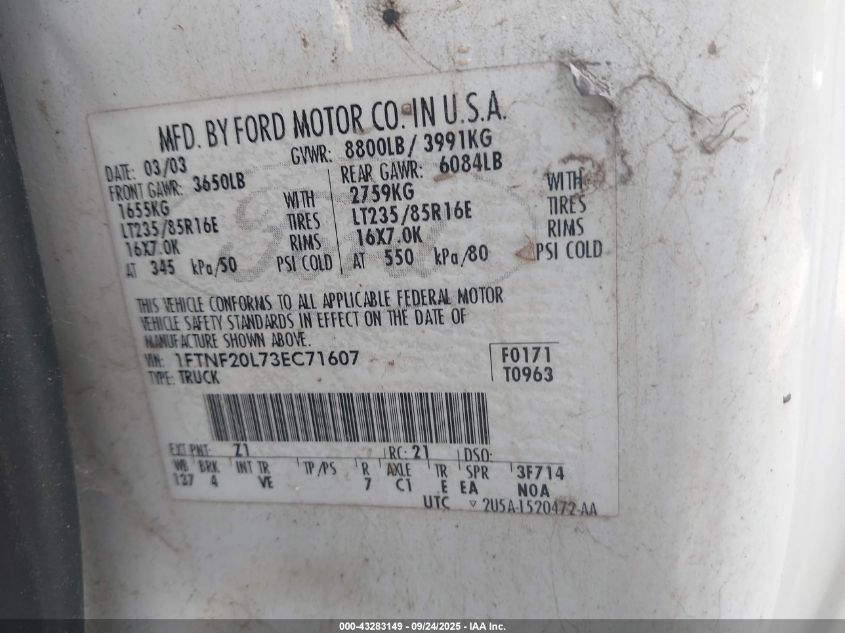 MFD. BY FORD MOTOR CO. IN U.S.A.
DATE: 03/03 GVWR: 8800LB/ 3991KG
FRONT GAWR: 3650LB REAR GAWR: 6084LB
1655KG WITH 2759KG WITH
LT235/85R16E TIRES LT235/85R16E TIRES
16X7.0K RIMS 16X7.0K RIMS
AT 345 kPa/50 PSI COLD AT 550 kPa/80 PSI COLD
THIS VEHICLE CONFORMS TO ALL APPLICABLE FEDERAL MOTOR
VEHICLE SAFETY STANDARDS IN EFFECT ON THE DATE OF
MANUFACTURE SHOWN ABOVE.
VIN: 1FTNF20L73EC71607 F0171
TYPE: TRUCK T0963
EXT PNT: Z1 RC: 21 DSO:
WB BRK INT TR TP/PS R AXLE TR SPR 3F714
137 4 VE 7 C1 E EA NOA
UTC ▽ 2U5A-1520472-AA
000-43283149 - 09/24/2025 - IAA Inc.